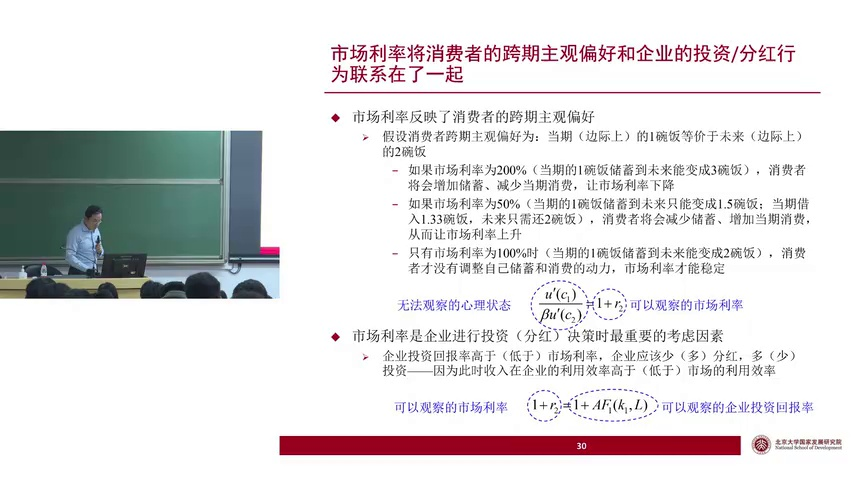 市场利率将消费者的跨期主观偏好和企业的投资/分红行
为联系在了一起
◆ 市场利率反映了消费者的跨期主观偏好
➢ 假设消费者跨期主观偏好为：当期（边际上）的1碗饭等价于未来（边际上）
的2碗饭
– 如果市场利率为200%（当期的1碗饭储蓄到未来能变成3碗饭），消费者
将会增加储蓄、减少当期消费，让市场利率下降
– 如果市场利率为50%（当期的1碗饭储蓄到未来只能变成1.5碗饭；当期借
入1.33碗饭，未来只需还2碗饭），消费者将会减少储蓄、增加当期消费，
从而让市场利率上升
– 只有市场利率为100%时（当期的1碗饭储蓄到未来能变成2碗饭），消费
者才没有调整自己储蓄和消费的动力，市场利率才能稳定
无法观察的心理状态 u′(c₁)/βu′(c₂) = 1+r₂ 可以观察的市场利率
◆ 市场利率是企业进行投资（分红）决策时最重要的考虑因素
➢ 企业投资回报率高于（低于）市场利率，企业应该少（多）分红，多（少）
投资——因为此时收入在企业的利用效率高于（低于）市场的利用效率
可以观察的市场利率 1+r₂ = 1+AF₁(k₁,L) 可以观察的企业投资回报率
30
北京大学国家发展研究院
National School of Development